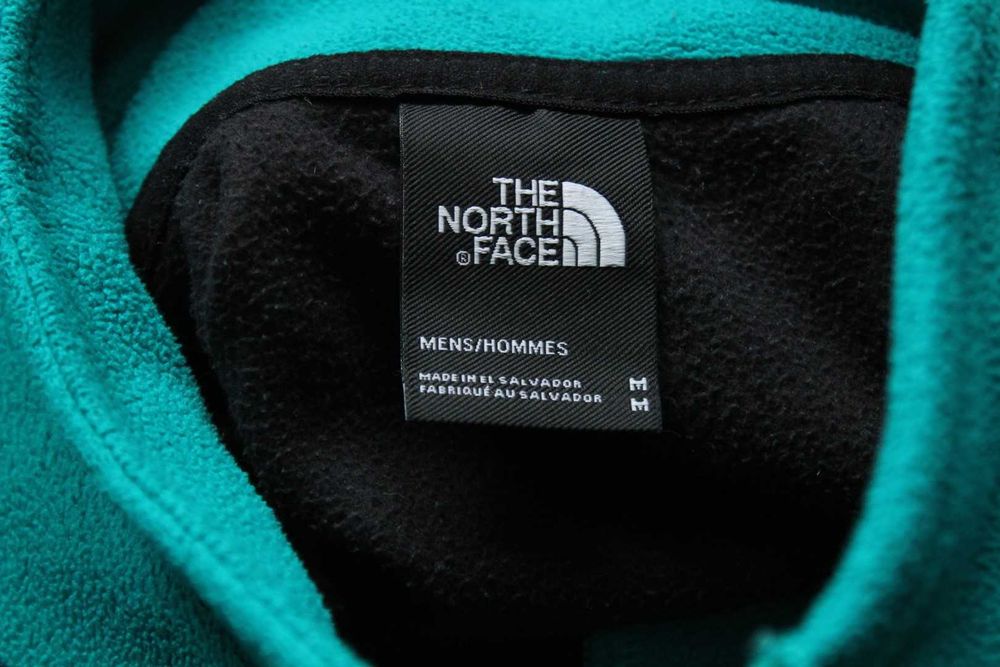 THE
NORTH
®FACE
MENS/HOMMES
MADE IN EL SALVADOR
FABRIQUÉ AU SALVADOR
M
M